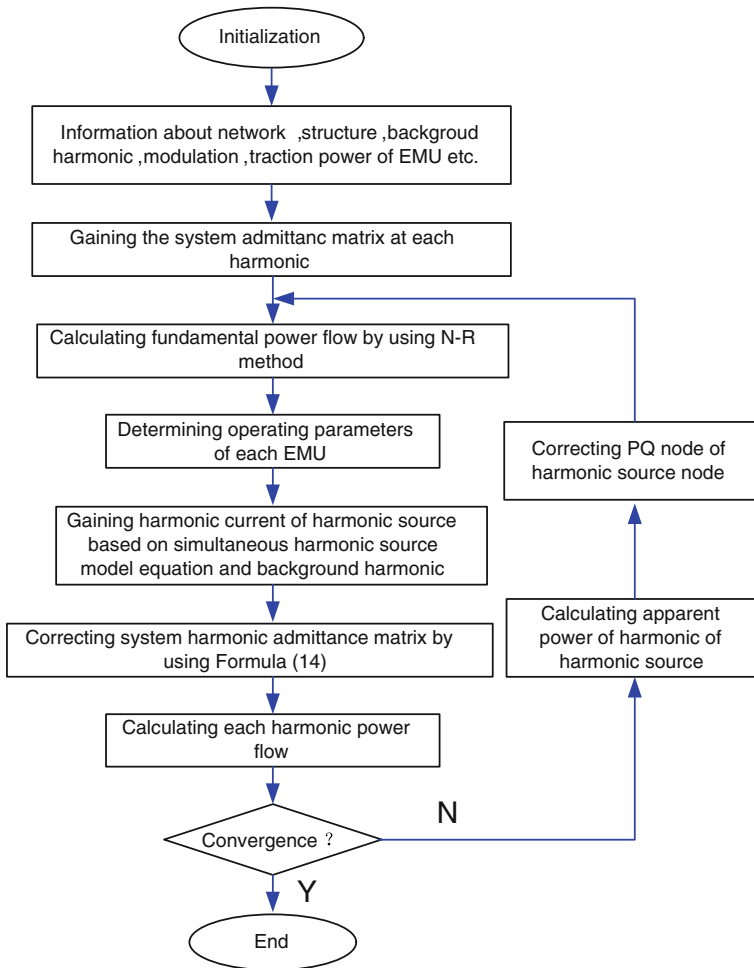 Initialization
Information about network ,structure ,backgroud
harmonic ,modulation ,traction power of EMU etc.
Gaining the system admittanc matrix at each
harmonic
Calculating fundamental power flow by using N-R
method
Determining operating parameters
of each EMU
Gaining harmonic current of harmonic source
based on simultaneous harmonic source
model equation and background harmonic
Correcting system harmonic admittance matrix by
using Formula (14)
Calculating each harmonic power
flow
Convergence ？
N
Y
End
Calculating apparent
power of harmonic of
harmonic source
Correcting PQ node of
harmonic source node